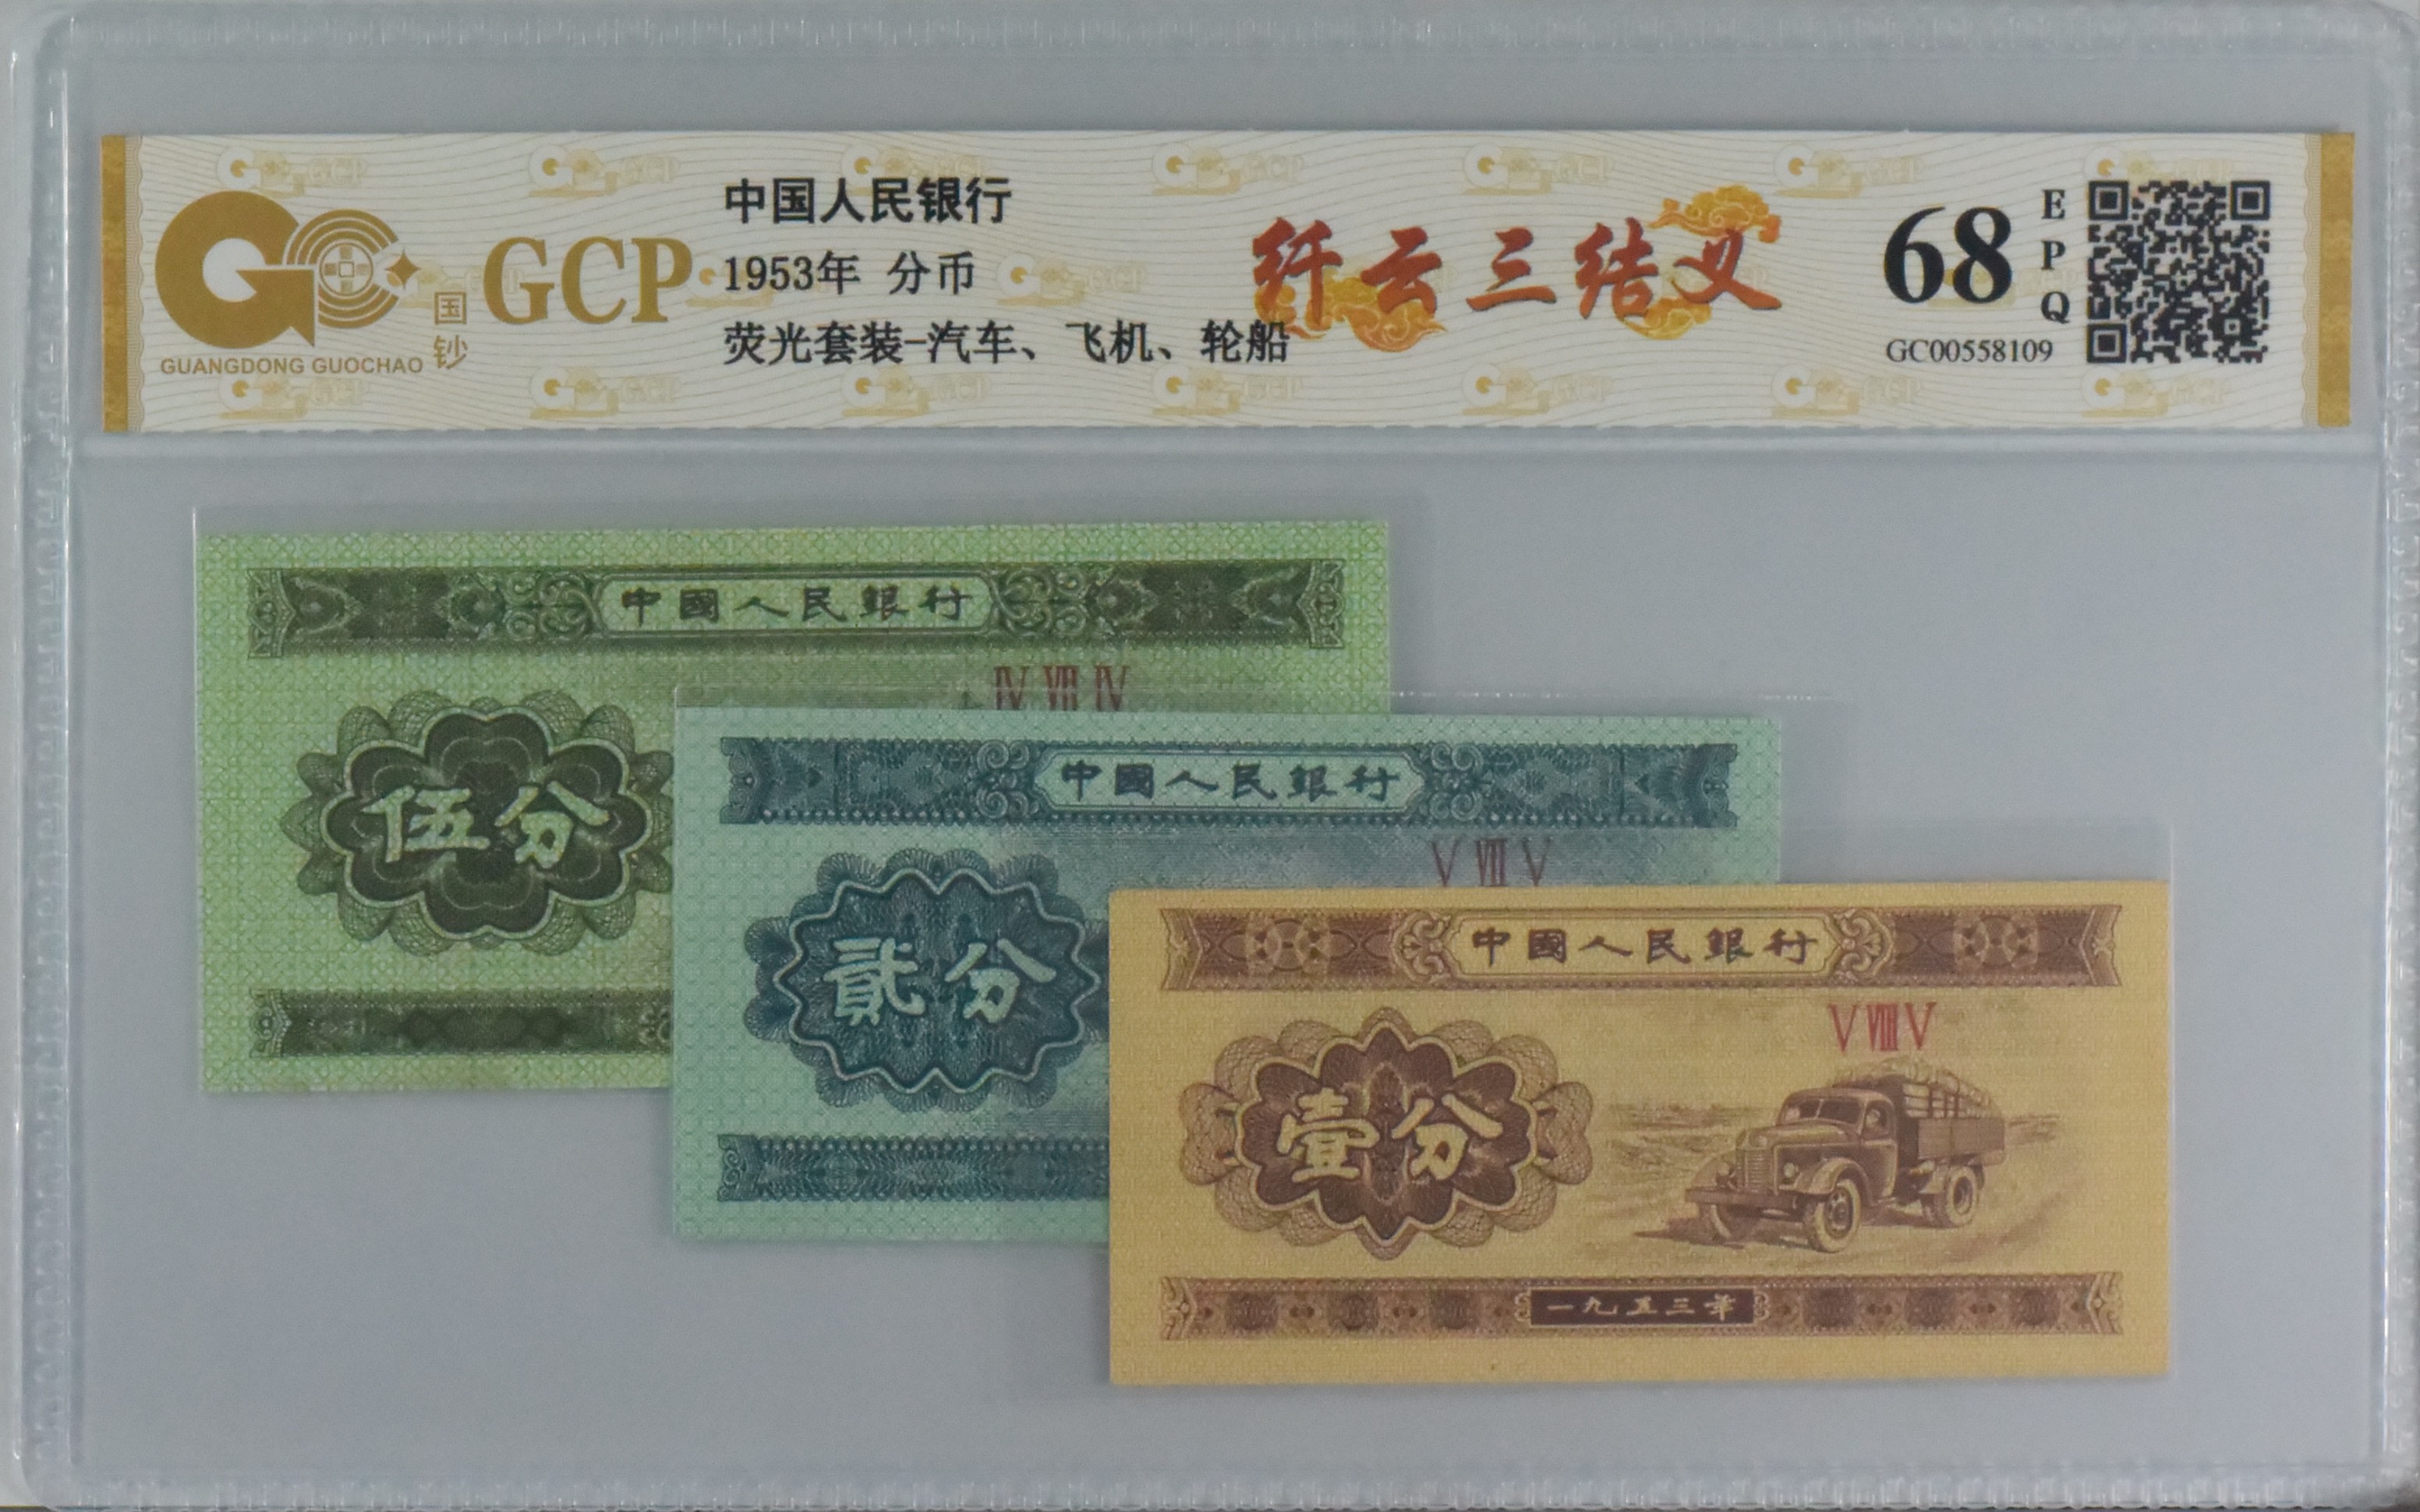 GCP
国钞
GUANGDONG GUOCHAO
中国人民银行
1953年 分币
荧光套装-汽车、飞机、轮船
纤云三结义
68
EPQ
GC00558109
中國人民銀行
IV VII IV
伍分
中國人民銀行
V VII V
貳分
中國人民銀行
V VIII V
壹分
一九五三年